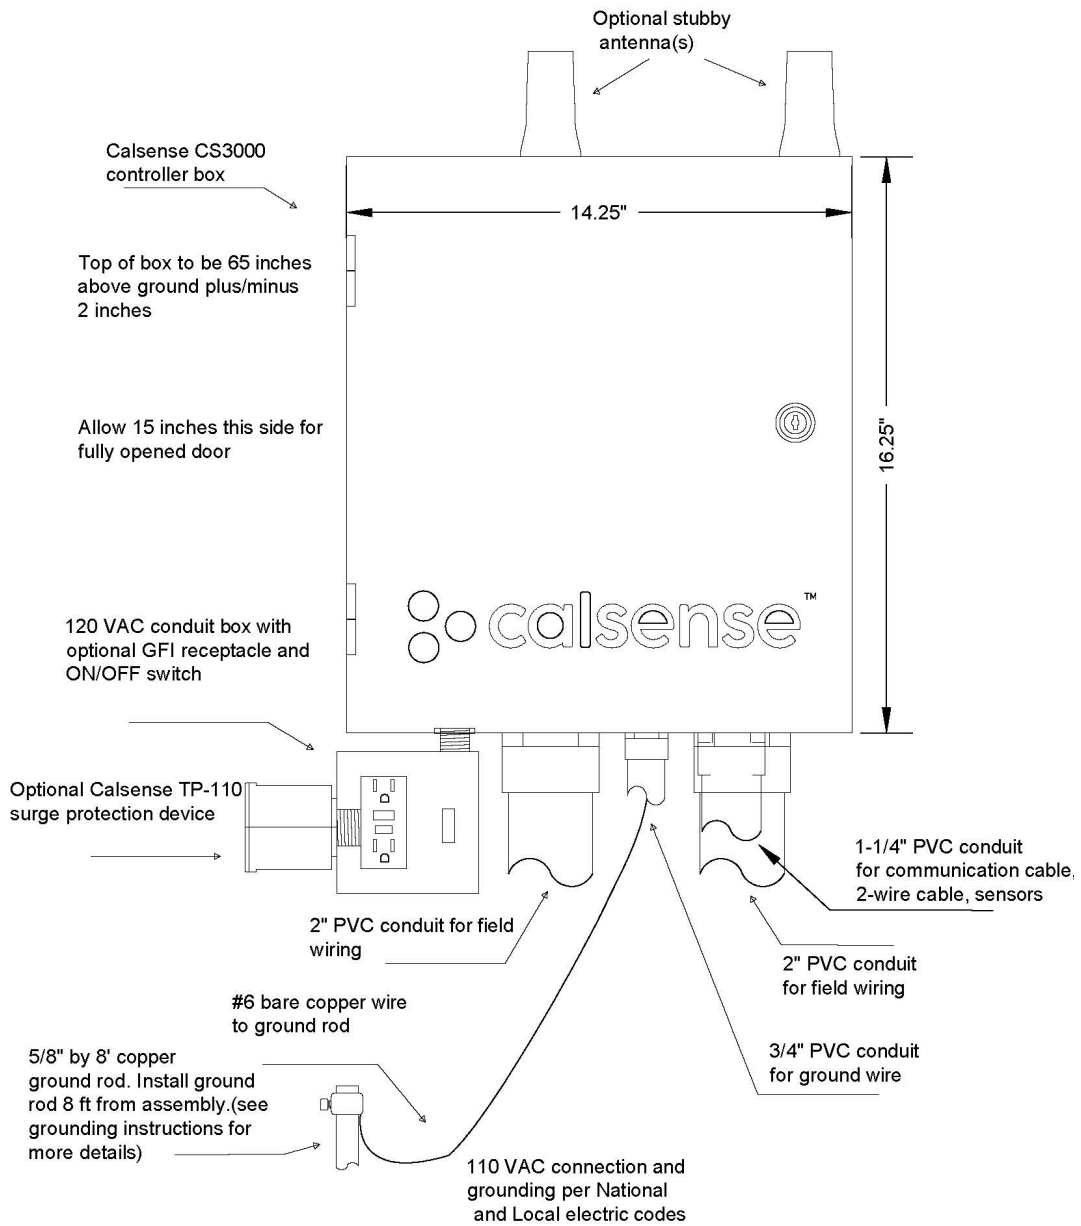 Optional stubby
antenna(s)
Calsense CS3000
controller box
14.25"
Top of box to be 65 inches
above ground plus/minus
2 inches
Allow 15 inches this side for
fully opened door
16.25"
calsense™
120 VAC conduit box with
optional GFI receptacle and
ON/OFF switch
Optional Calsense TP-110
surge protection device
1-1/4" PVC conduit
for communication cable,
2-wire cable, sensors
2" PVC conduit for field
wiring
2" PVC conduit
for field wiring
#6 bare copper wire
to ground rod
3/4" PVC conduit
for ground wire
5/8" by 8' copper
ground rod. Install ground
rod 8 ft from assembly.(see
grounding instructions for
more details)
110 VAC connection and
grounding per National
and Local electric codes